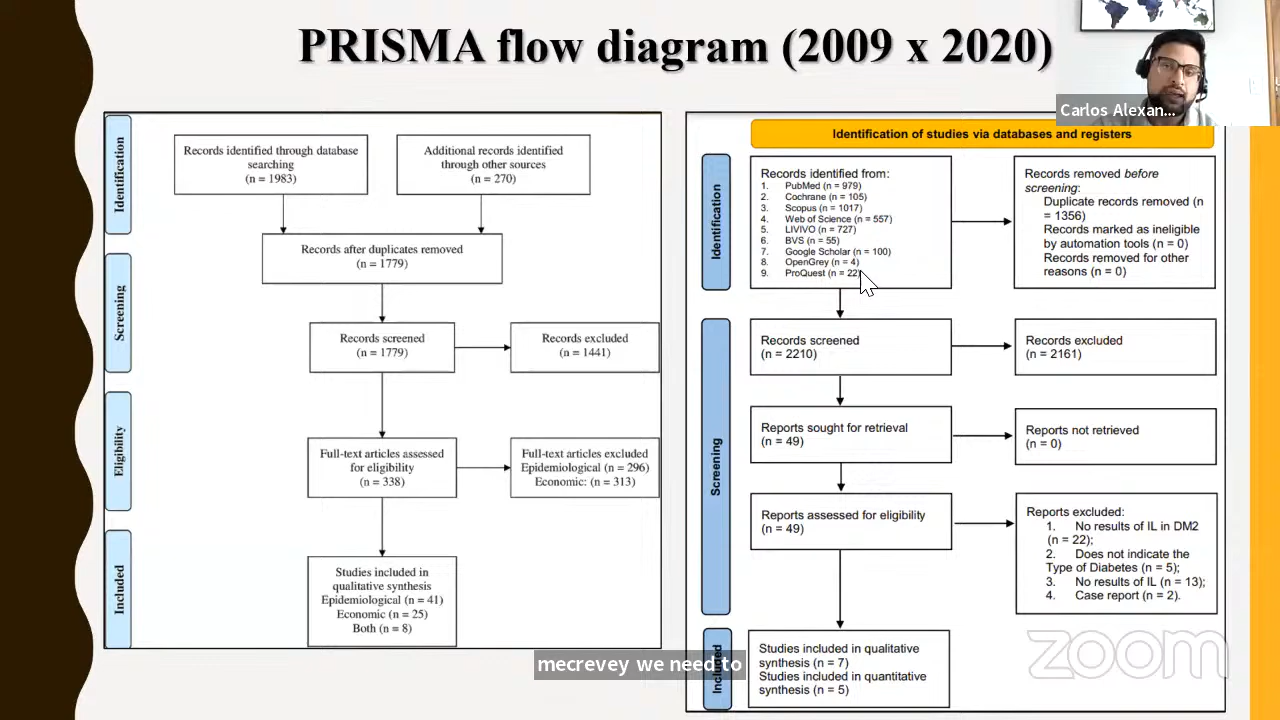 PRISMA flow diagram (2009 x 2020)
Carlos Alexan...
Identification
Records identified through database
searching
(n = 1983)
Additional records identified
through other sources
(n = 270)
Records after duplicates removed
(n = 1779)
Screening
Records screened
(n = 1779)
Records excluded
(n = 1441)
Eligibility
Full-text articles assessed
for eligibility
(n = 338)
Full-text articles excluded
Epidemiological (n = 296)
Economic: (n = 313)
Included
Studies included in
qualitative synthesis
Epidemiological (n = 41)
Economic (n = 25)
Both (n = 8)
Identification of studies via databases and registers
Identification
Records identified from:
1. PubMed (n = 979)
2. Cochrane (n = 105)
3. Scopus (n = 1017)
4. Web of Science (n = 557)
5. LIVIVO (n = 727)
6. BVS (n = 55)
7. Google Scholar (n = 100)
8. OpenGrey (n = 4)
9. ProQuest (n = 22)
Records removed before
screening:
Duplicate records removed (n
= 1356)
Records marked as ineligible
by automation tools (n = 0)
Records removed for other
reasons (n = 0)
Screening
Records screened
(n = 2210)
Records excluded
(n = 2161)
Reports sought for retrieval
(n = 49)
Reports not retrieved
(n = 0)
Reports assessed for eligibility
(n = 49)
Reports excluded:
1. No results of IL in DM2
(n = 22);
2. Does not indicate the
Type of Diabetes (n = 5);
3. No results of IL (n = 13);
4. Case report (n = 2).
Included
Studies included in qualitative
synthesis (n = 7)
Studies included in quantitative
synthesis (n = 5)
mecrevey we need to
zoom